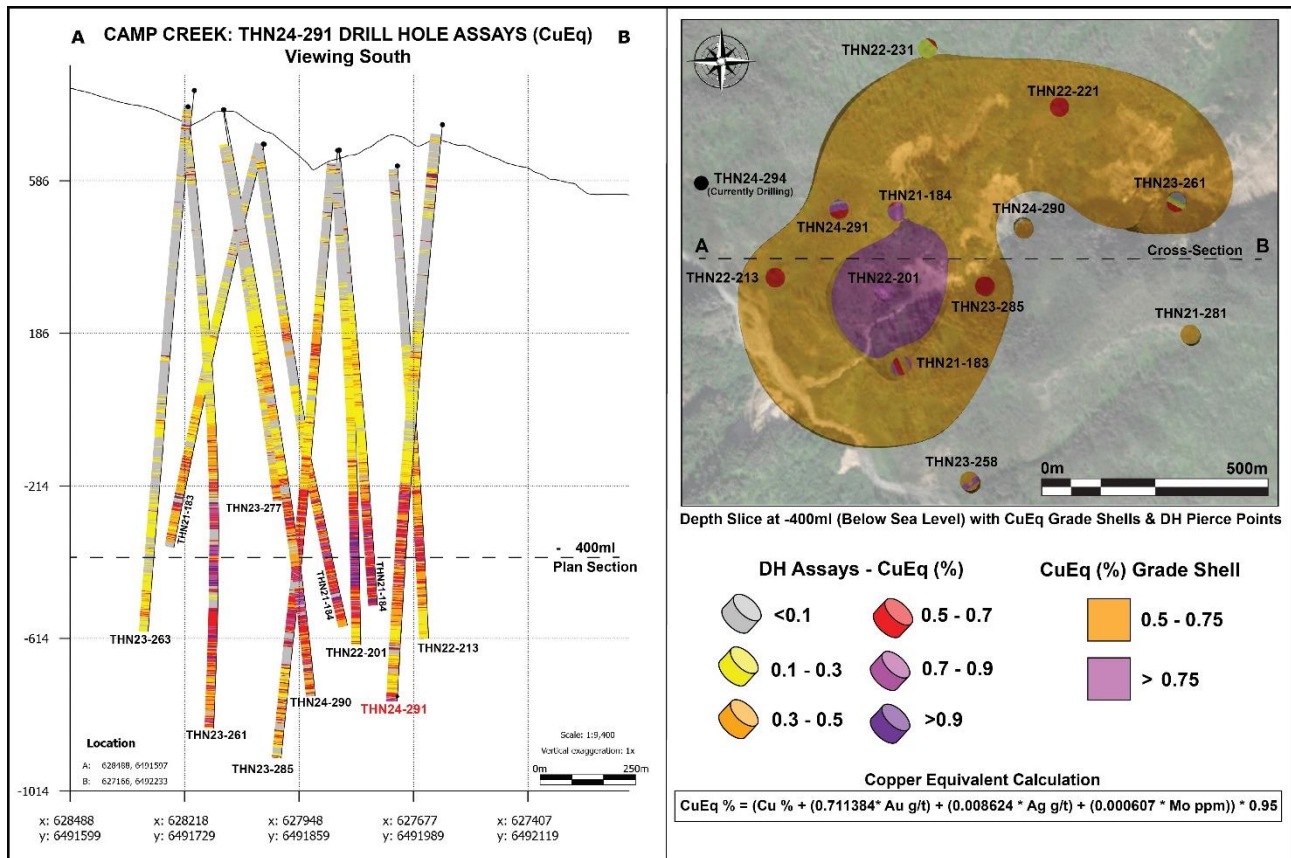 A CAMP CREEK: THN24-291 DRILL HOLE ASSAYS (CuEq) B
Viewing South
586
186
-214
-614
-1014
THN21-183
THN23-277
- 400ml
Plan Section
THN21-184
THN21-184
THN23-263
THN22-201
THN22-213
THN24-290
THN24-291
THN23-261
THN23-285
Location
A: 628488, 6491597
B: 627166, 6492233
Scale: 1:9,400
Vertical exaggeration: 1x
0m 250m
x: 628488 x: 628218 x: 627948 x: 627677 x: 627407
y: 6491599 y: 6491729 y: 6491859 y: 6491989 y: 6492119
THN22-231
THN22-221
THN24-294
(Currently Drilling)
THN21-184
THN23-261
THN24-291
THN24-290
A B
Cross-Section
THN22-213
THN22-201
THN23-285
THN21-281
THN21-183
THN23-258
0m 500m
Depth Slice at -400ml (Below Sea Level) with CuEq Grade Shells & DH Pierce Points
DH Assays - CuEq (%)
<0.1
0.5 - 0.7
0.1 - 0.3
0.7 - 0.9
0.3 - 0.5
>0.9
CuEq (%) Grade Shell
0.5 - 0.75
> 0.75
Copper Equivalent Calculation
CuEq % = (Cu % + (0.711384* Au g/t) + (0.008624 * Ag g/t) + (0.000607 * Mo ppm)) * 0.95